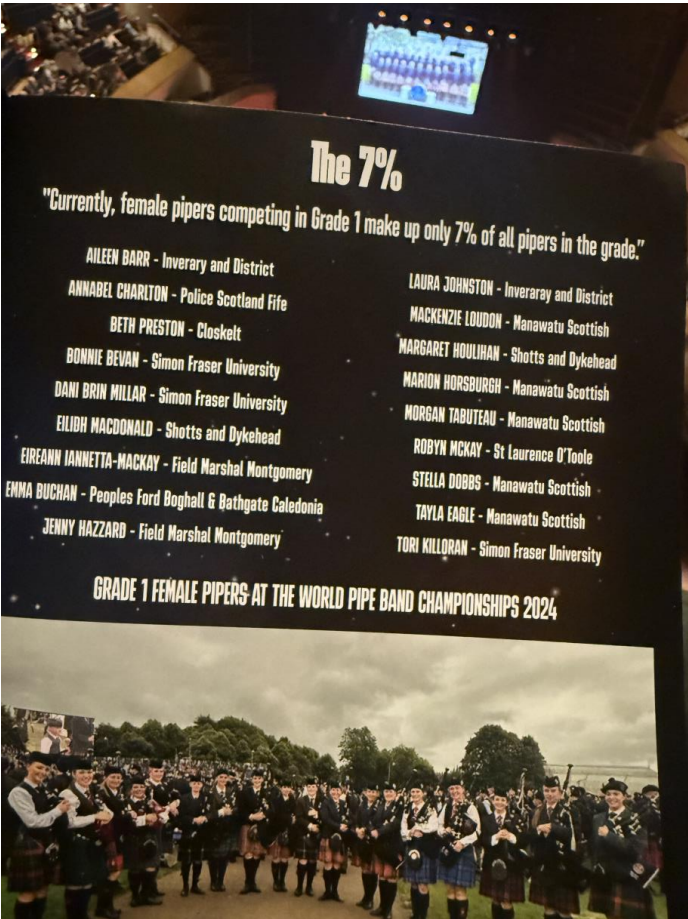 The 7%
"Currently, female pipers competing in Grade 1 make up only 7% of all pipers in the grade."
AILEEN BARR - Inverary and District
ANNABEL CHARLTON - Police Scotland Fife
BETH PRESTON - Closkelt
BONNIE BEVAN - Simon Fraser University
DANI BRIN MILLAR - Simon Fraser University
EILIDH MACDONALD - Shotts and Dykehead
EIREANN IANNETTA-MACKAY - Field Marshal Montgomery
EMMA BUCHAN - Peoples Ford Boghall & Bathgate Caledonia
JENNY HAZZARD - Field Marshal Montgomery
LAURA JOHNSTON - Inveraray and District
MACKENZIE LOUDON - Manawatu Scottish
MARGARET HOULIHAN - Shotts and Dykehead
MARION HORSBURGH - Manawatu Scottish
MORGAN TABUTEAU - Manawatu Scottish
ROBYN MCKAY - St Laurence O'Toole
STELLA DOBBS - Manawatu Scottish
TAYLA EAGLE - Manawatu Scottish
TORI KILLORAN - Simon Fraser University
GRADE 1 FEMALE PIPERS AT THE WORLD PIPE BAND CHAMPIONSHIPS 2024